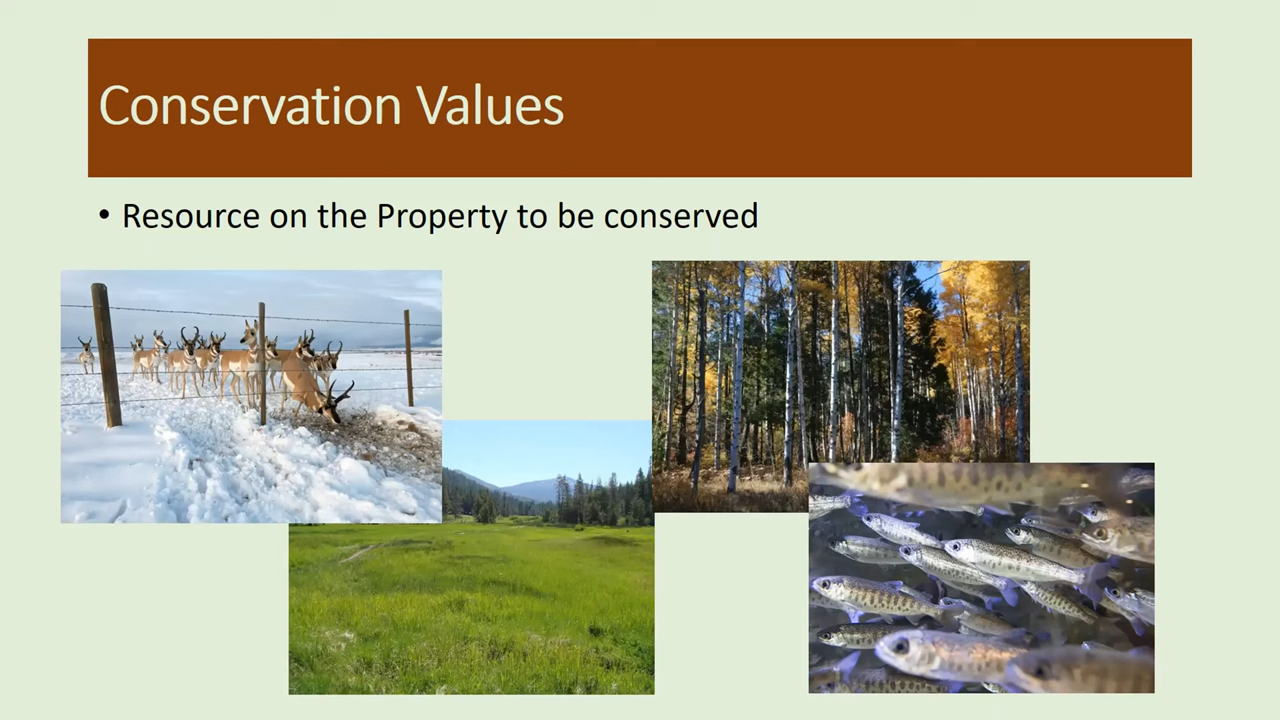 Conservation Values
• Resource on the Property to be conserved